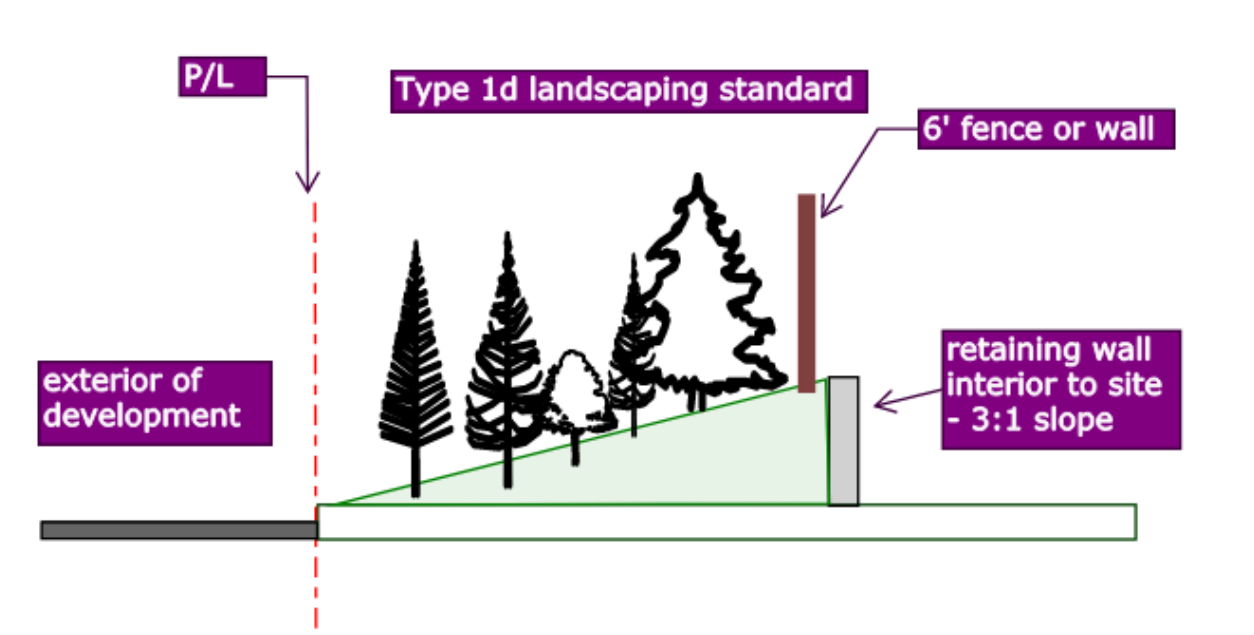 P/L
Type 1d landscaping standard
6' fence or wall
exterior of
development
retaining wall
interior to site
- 3:1 slope